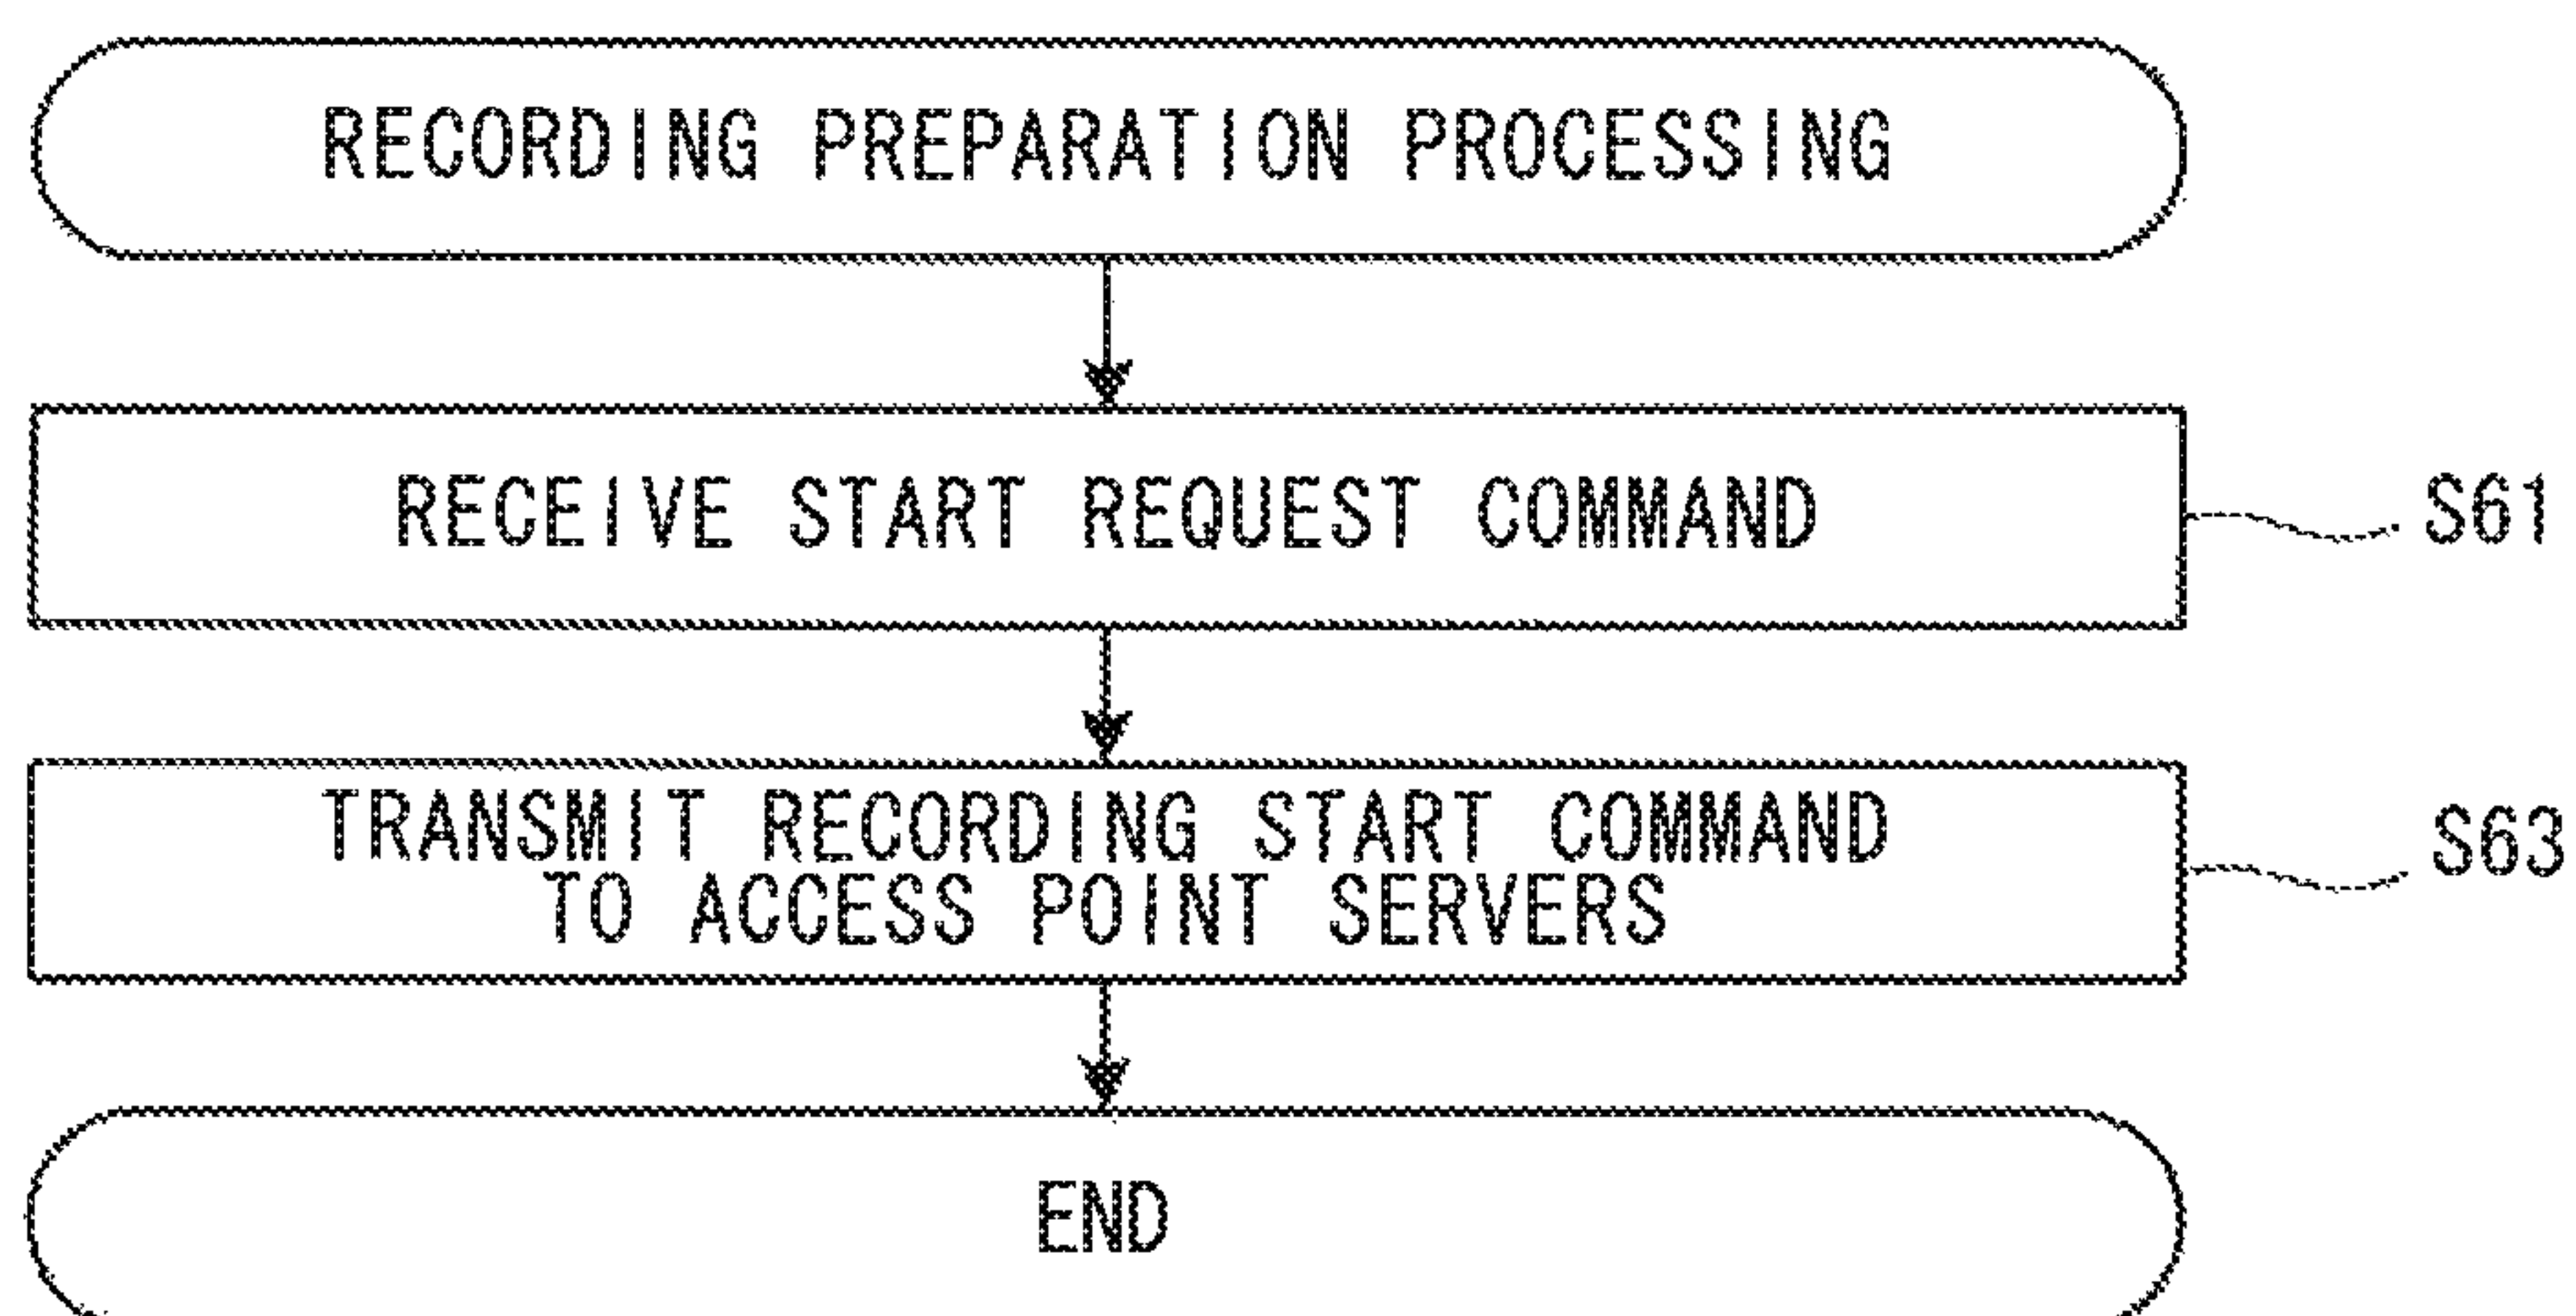 RECORDING PREPARATION PROCESSING
RECEIVE START REQUEST COMMAND
S61
TRANSMIT RECORDING START COMMAND
TO ACCESS POINT SERVERS
S63
END